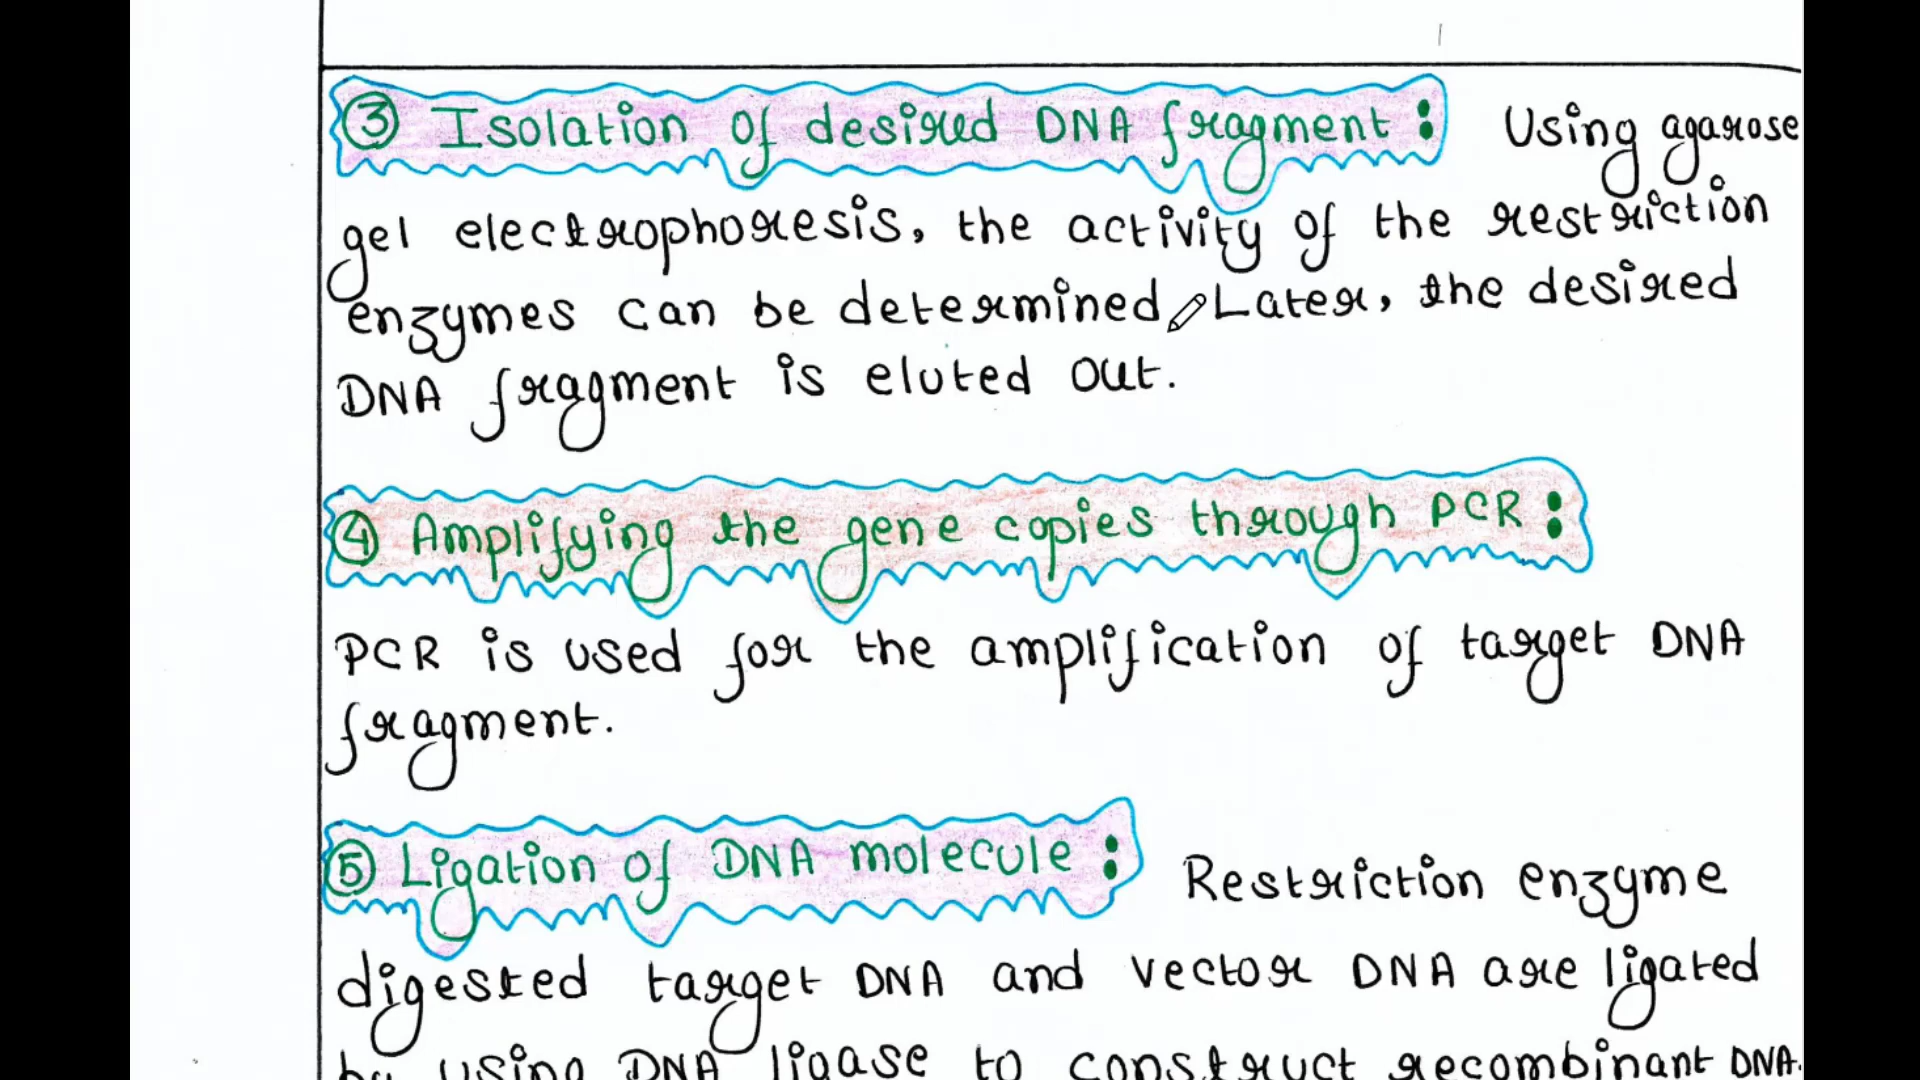 ③ Isolation of desired DNA fragment: Using agarose
gel electrophoresis, the activity of the restriction
enzymes can be determined. Later, the desired
DNA fragment is eluted out.
④ Amplifying the gene copies through PCR:
PCR is used for the amplification of target DNA
fragment.
⑤ Ligation of DNA molecule: Restriction enzyme
digested target DNA and vector DNA are ligated
by using DNA ligase to construct recombinant DNA.